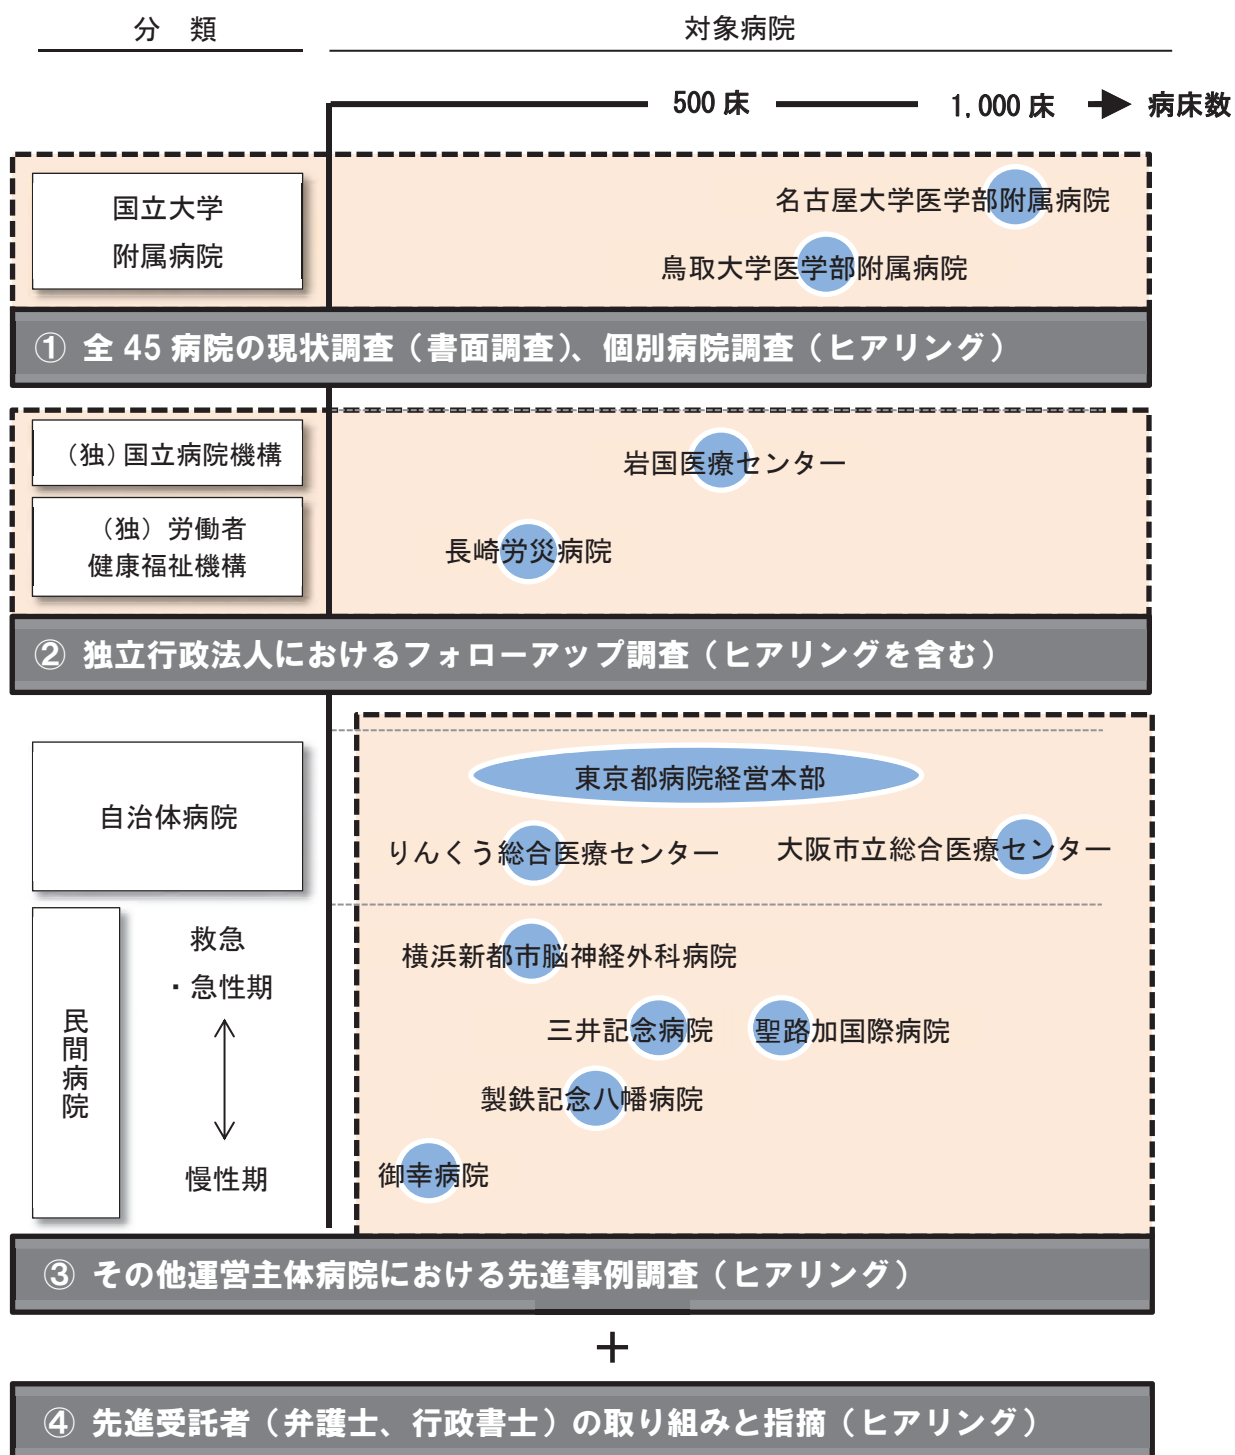 分　類
対象病院
500 床
1,000 床
病床数
国立大学
附属病院
名古屋大学医学部附属病院
鳥取大学医学部附属病院
① 全 45 病院の現状調査（書面調査）、個別病院調査（ヒアリング）
（独）国立病院機構
岩国医療センター
（独）労働者
健康福祉機構
長崎労災病院
② 独立行政法人におけるフォローアップ調査（ヒアリングを含む）
自治体病院
東京都病院経営本部
りんくう総合医療センター
大阪市立総合医療センター
民間病院
救急
・急性期
慢性期
横浜新都市脳神経外科病院
三井記念病院
聖路加国際病院
製鉄記念八幡病院
御幸病院
③ その他運営主体病院における先進事例調査（ヒアリング）
＋
④ 先進受託者（弁護士、行政書士）の取り組みと指摘（ヒアリング）